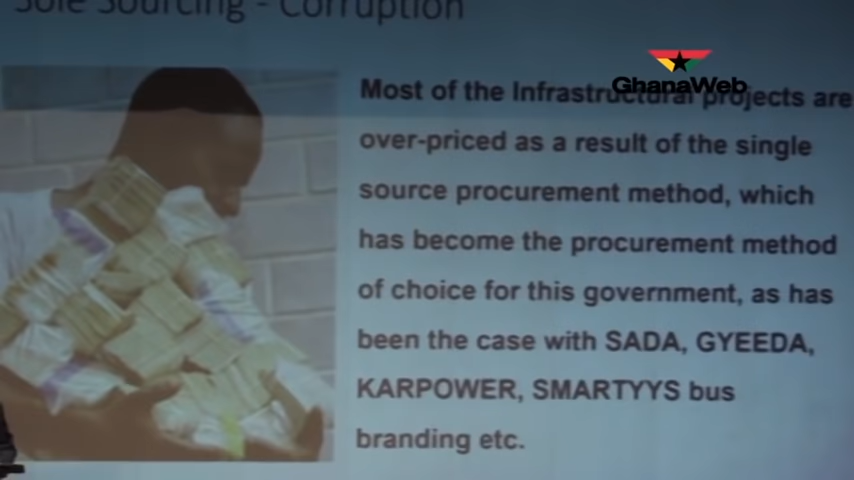 Sole Sourcing - Corruption
GhanaWeb
Most of the Infrastructural projects are
over-priced as a result of the single
source procurement method, which
has become the procurement method
of choice for this government, as has
been the case with SADA, GYEEDA,
KARPOWER, SMARTYYS bus
branding etc.